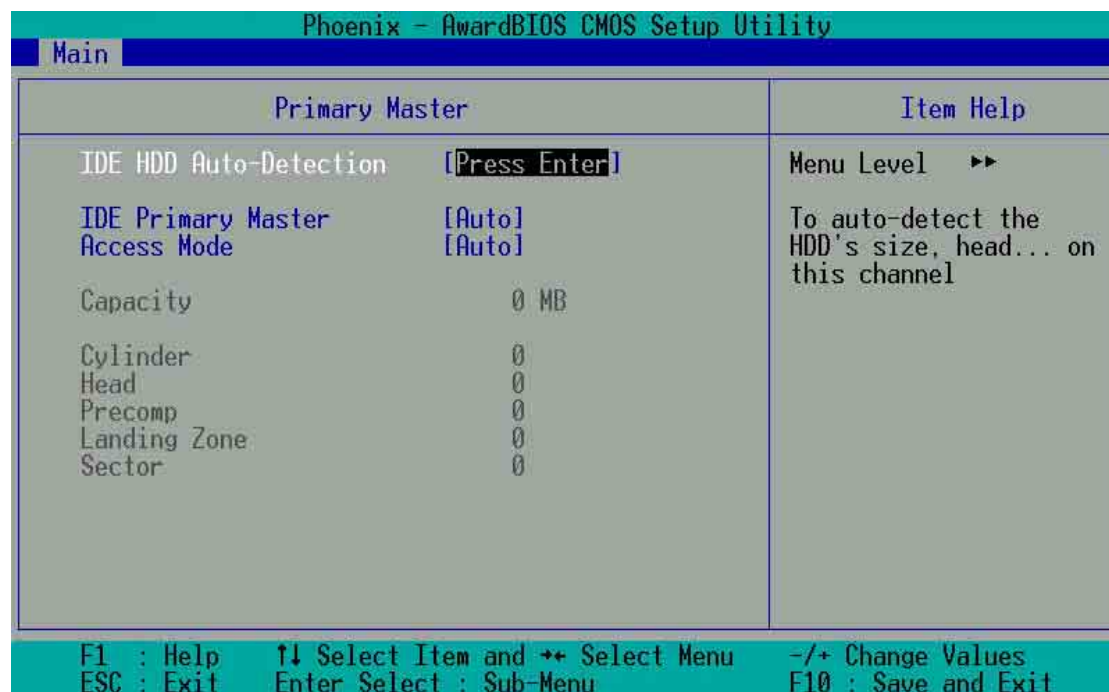 Phoenix - AwardBIOS CMOS Setup Utility
Main
Primary Master
Item Help
IDE HDD Auto-Detection [Press Enter]
IDE Primary Master [Auto]
Access Mode [Auto]
Capacity 0 MB
Cylinder 0
Head 0
Precomp 0
Landing Zone 0
Sector 0
Menu Level ▸▸
To auto-detect the
HDD's size, head... on
this channel
F1 : Help ↑↓ Select Item and →← Select Menu -/+ Change Values
ESC : Exit Enter Select : Sub-Menu F10 : Save and Exit